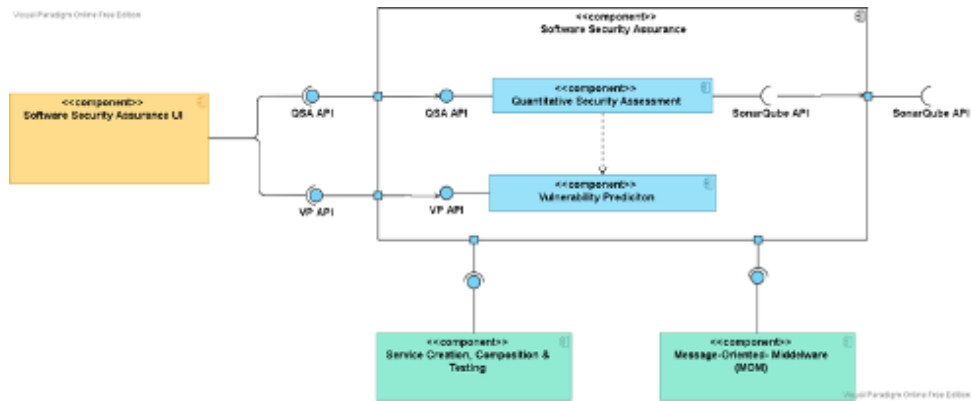 Visual Paradigm Online Free Edition
<<component>>
Software Security Assurance
<<component>>
Software Security Assurance UI
QSA API
QSA API
<<component>>
Quantitative Security Assessment
SonarQube API
SonarQube API
VP API
VP API
<<component>>
Vulnerability Prediciton
<<component>>
Service Creation, Composition &
Testing
<<component>>
Message-Oriented- Middelware
(MOM)
Visual Paradigm Online Free Edition